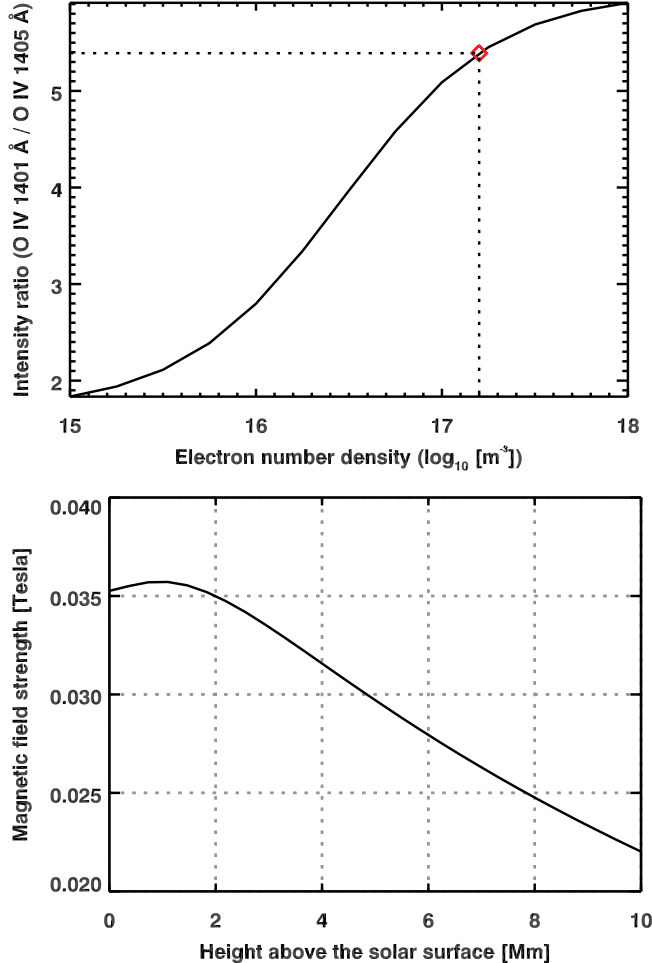 Intensity ratio (O IV 1401 Å / O IV 1405 Å)
5
4
3
2
15 16 17 18
Electron number density (log₁₀ [m⁻³])
Magnetic field strength [Tesla]
0.040
0.035
0.030
0.025
0.020
0 2 4 6 8 10
Height above the solar surface [Mm]